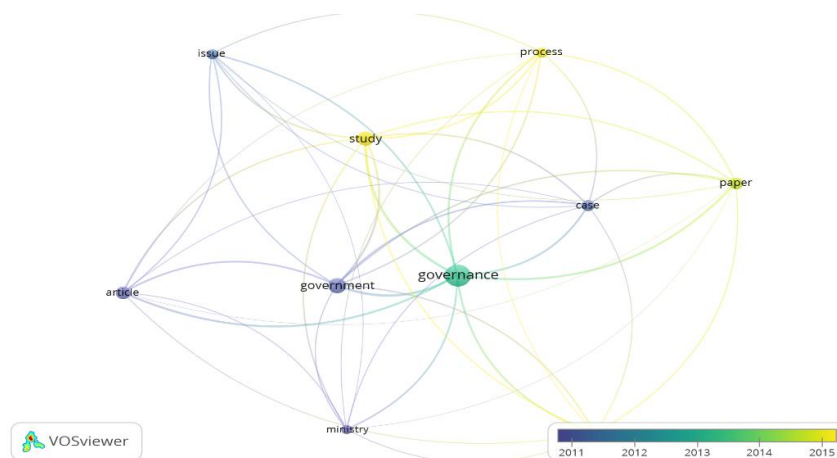 issue
process
study
paper
case
governance
government
article
ministry
VOSviewer
2011 2012 2013 2014 2015